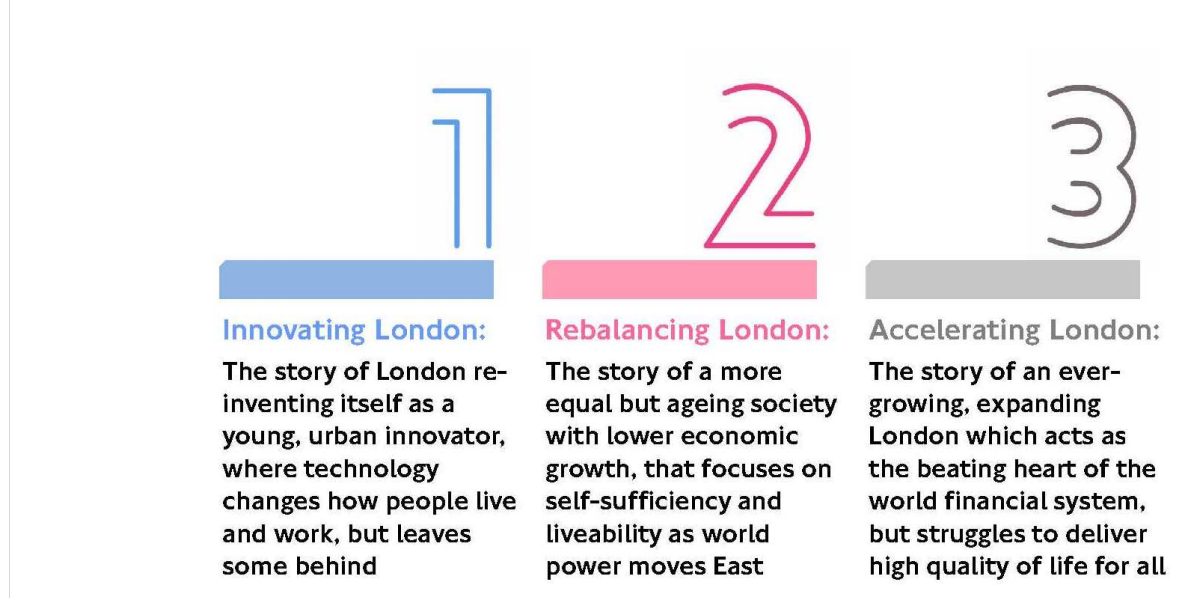 1
Innovating London:
The story of London re-
inventing itself as a
young, urban innovator,
where technology
changes how people live
and work, but leaves
some behind
2
Rebalancing London:
The story of a more
equal but ageing society
with lower economic
growth, that focuses on
self-sufficiency and
liveability as world
power moves East
3
Accelerating London:
The story of an ever-
growing, expanding
London which acts as
the beating heart of the
world financial system,
but struggles to deliver
high quality of life for all